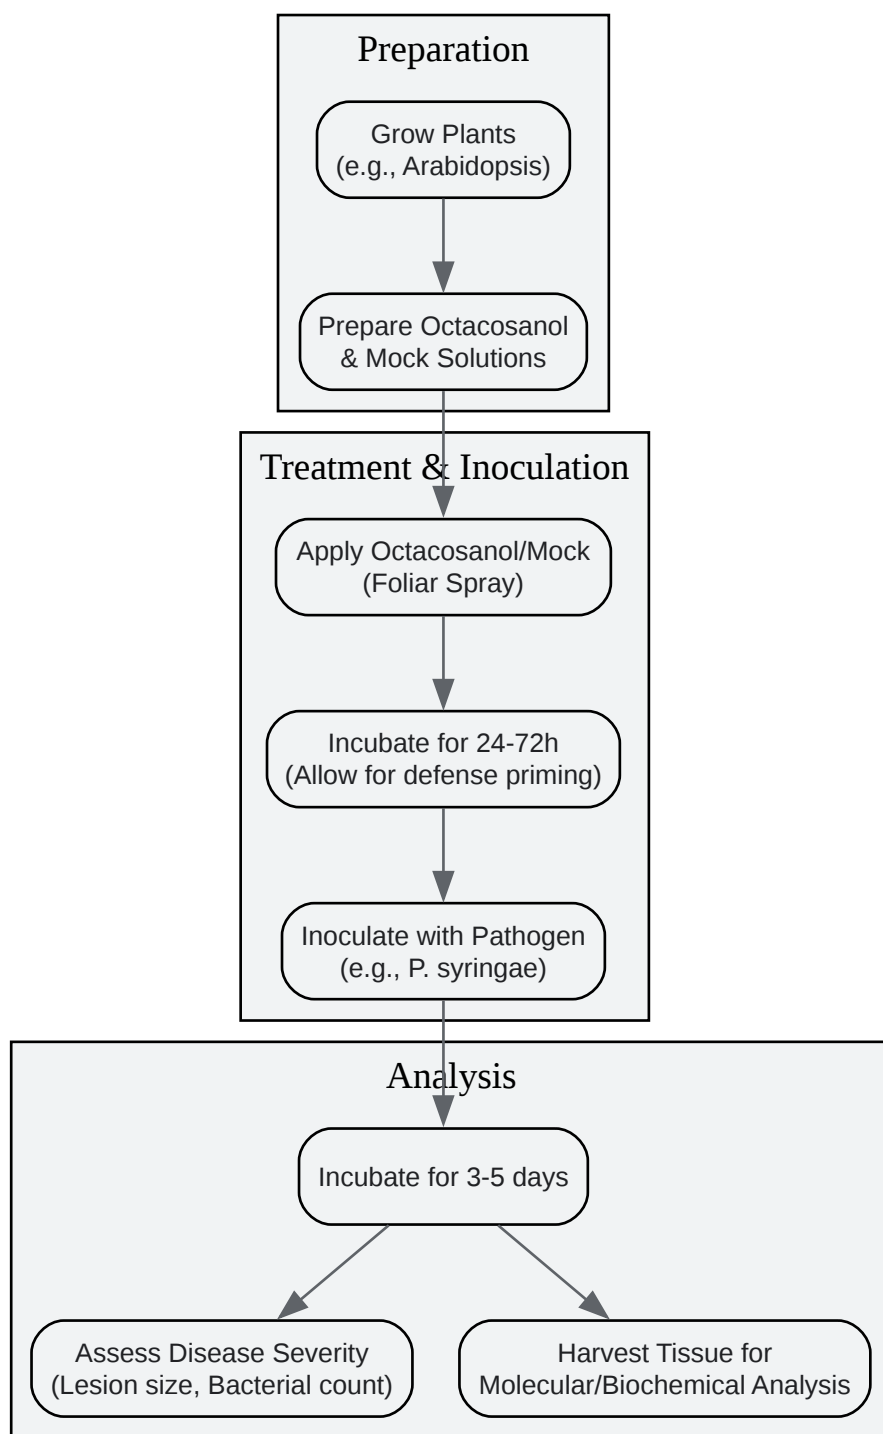 Preparation
Grow Plants
(e.g., Arabidopsis)
Prepare Octacosanol
& Mock Solutions
Treatment & Inoculation
Apply Octacosanol/Mock
(Foliar Spray)
Incubate for 24-72h
(Allow for defense priming)
Inoculate with Pathogen
(e.g., P. syringae)
Analysis
Incubate for 3-5 days
Assess Disease Severity
(Lesion size, Bacterial count)
Harvest Tissue for
Molecular/Biochemical Analysis